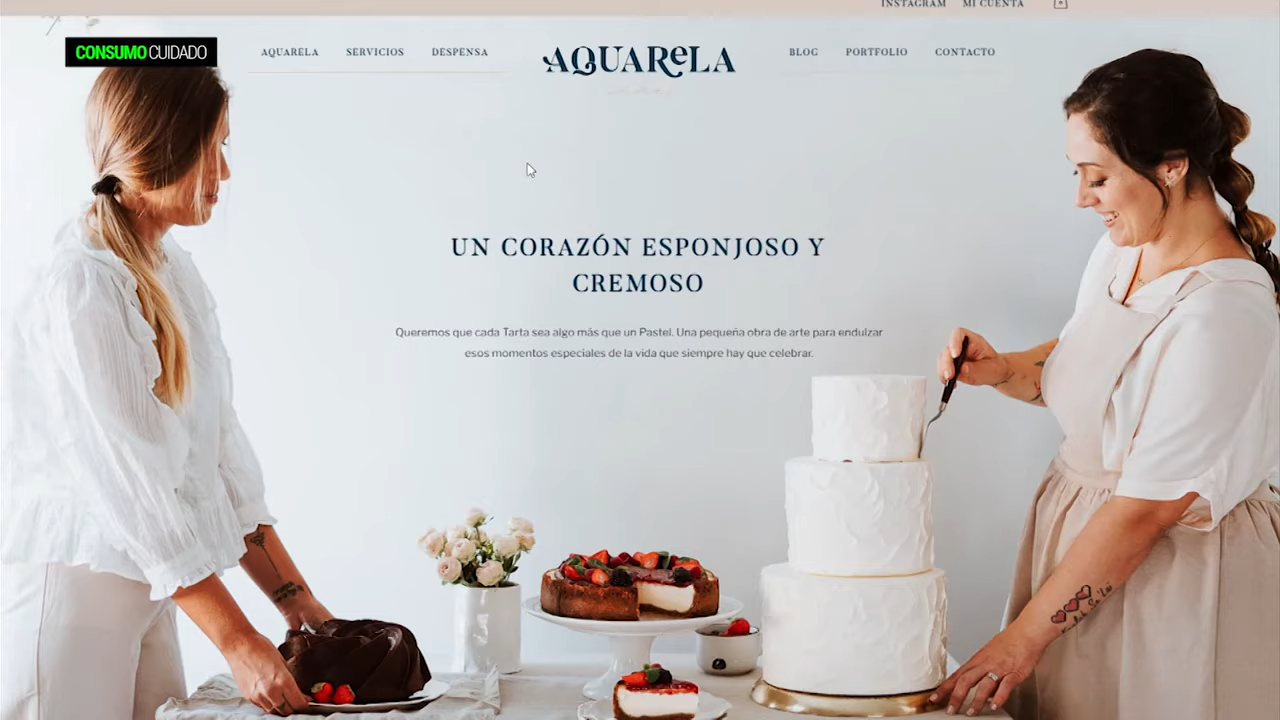 INSTAGRAM MI CUENTA
CONSUMO CUIDADO
AQUARELA SERVICIOS DESPENSA
AQUARELA
BLOG PORTFOLIO CONTACTO
UN CORAZÓN ESPONJOSO Y
CREMOSO
Queremos que cada Tarta sea algo más que un Pastel. Una pequeña obra de arte para endulzar
esos momentos especiales de la vida que siempre hay que celebrar.